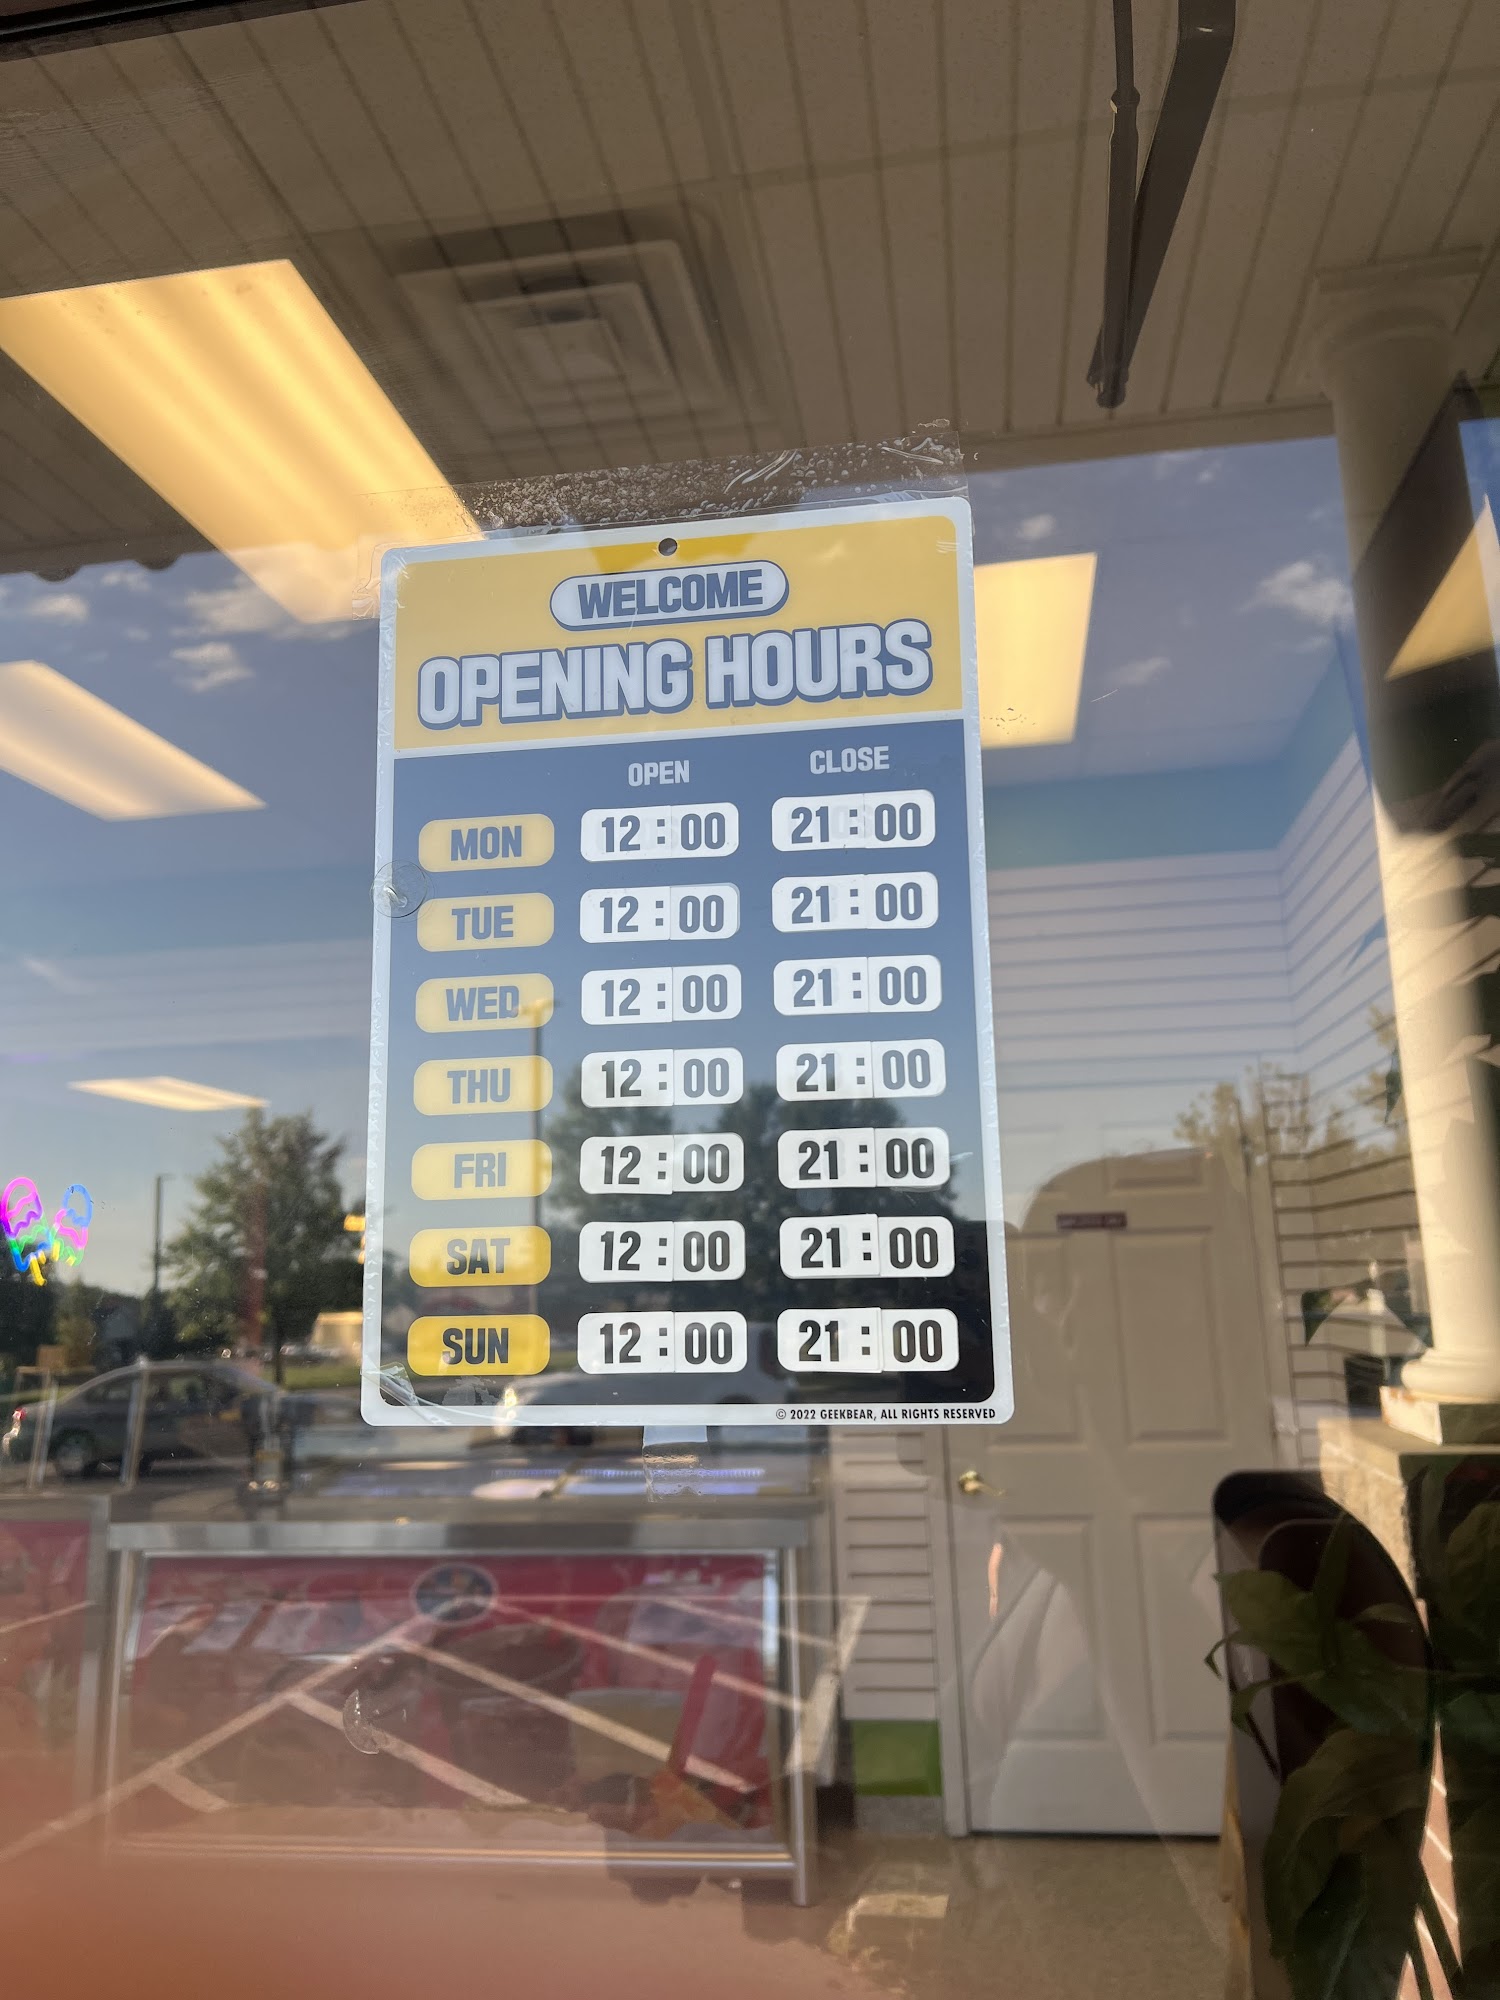 WELCOME
OPENING HOURS
OPEN CLOSE
MON 12:00 21:00
TUE 12:00 21:00
WED 12:00 21:00
THU 12:00 21:00
FRI 12:00 21:00
SAT 12:00 21:00
SUN 12:00 21:00
© 2022 GEEKBEAR, ALL RIGHTS RESERVED